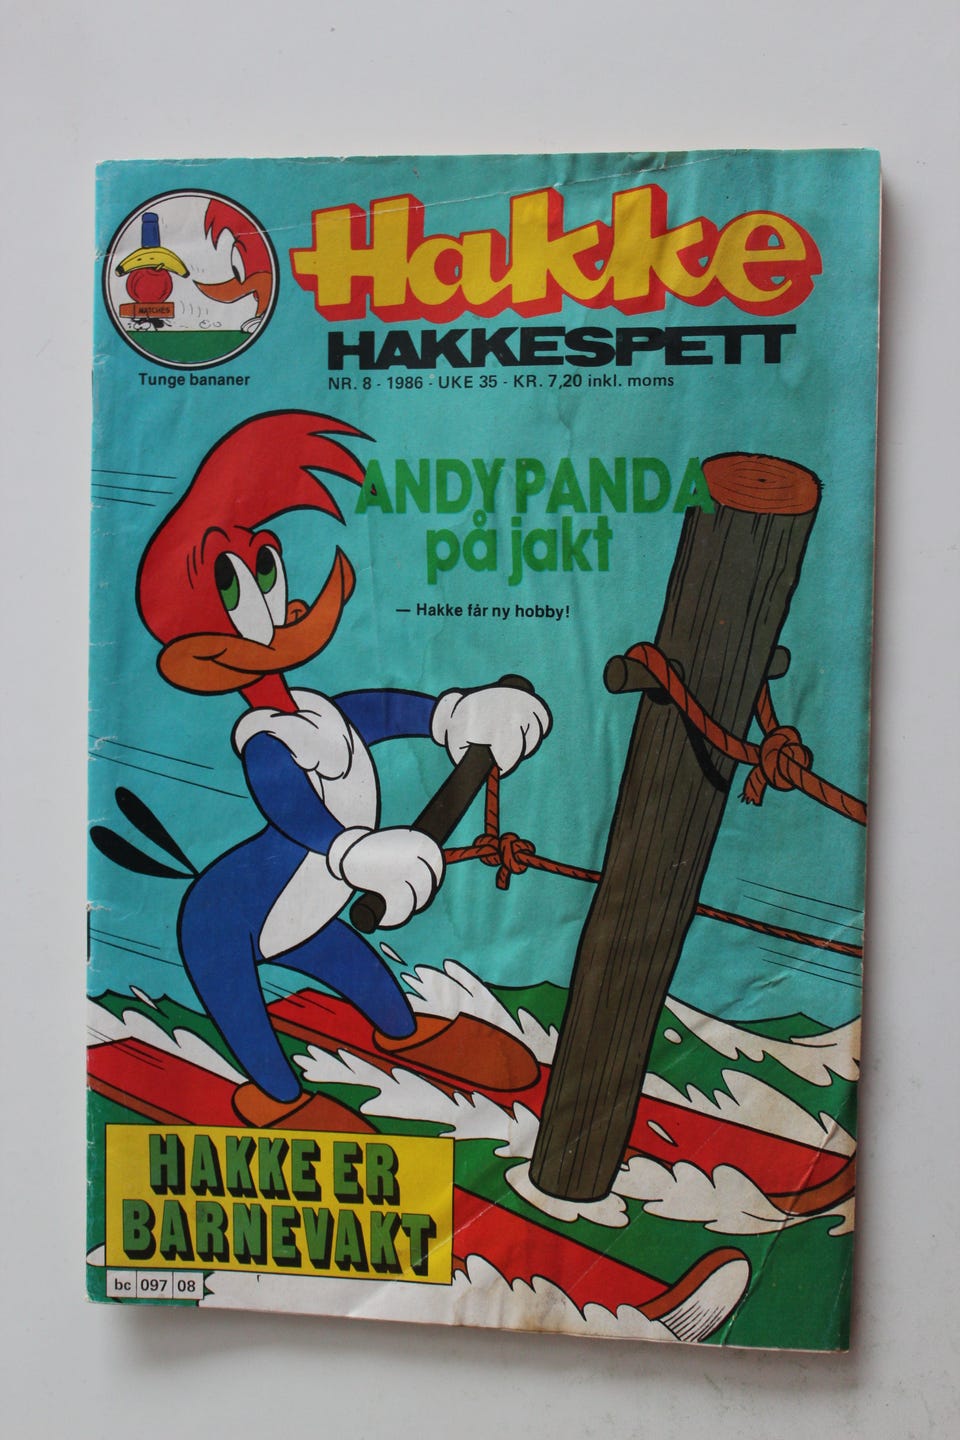 Hakke
HAKKESPETT
NR. 8 - 1986 - UKE 35 - KR. 7,20 inkl. moms
MATCHES
Tunge bananer
ANDY PANDA
på jakt
— Hakke får ny hobby!
HAKKE ER
BARNEVAKT
bc 097 08